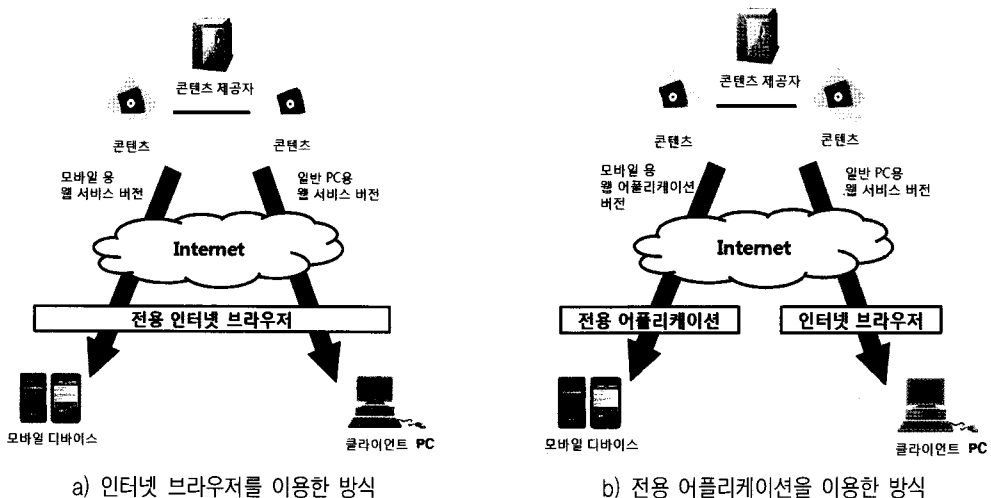 콘텐츠 제공자
콘텐츠
콘텐츠
모바일 용
웹 서비스 버전
일반 PC용
웹 서비스 버전
Internet
전용 인터넷 브라우저
모바일 디바이스
클라이언트 PC
a) 인터넷 브라우저를 이용한 방식
콘텐츠 제공자
콘텐츠
콘텐츠
모바일 용
웹 어플리케이션
버전
일반 PC용
웹 서비스 버전
Internet
전용 어플리케이션
인터넷 브라우저
모바일 디바이스
클라이언트 PC
b) 전용 어플리케이션을 이용한 방식